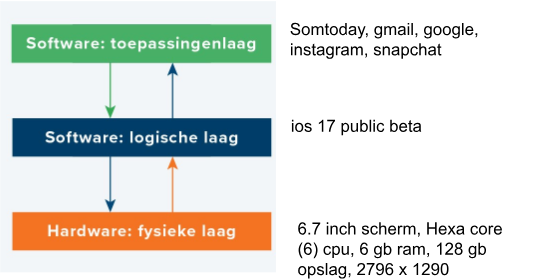 Software: toepassingenlaag
Somtoday, gmail, google,
instagram, snapchat
Software: logische laag
ios 17 public beta
Hardware: fysieke laag
6.7 inch scherm, Hexa core
(6) cpu, 6 gb ram, 128 gb
opslag, 2796 x 1290